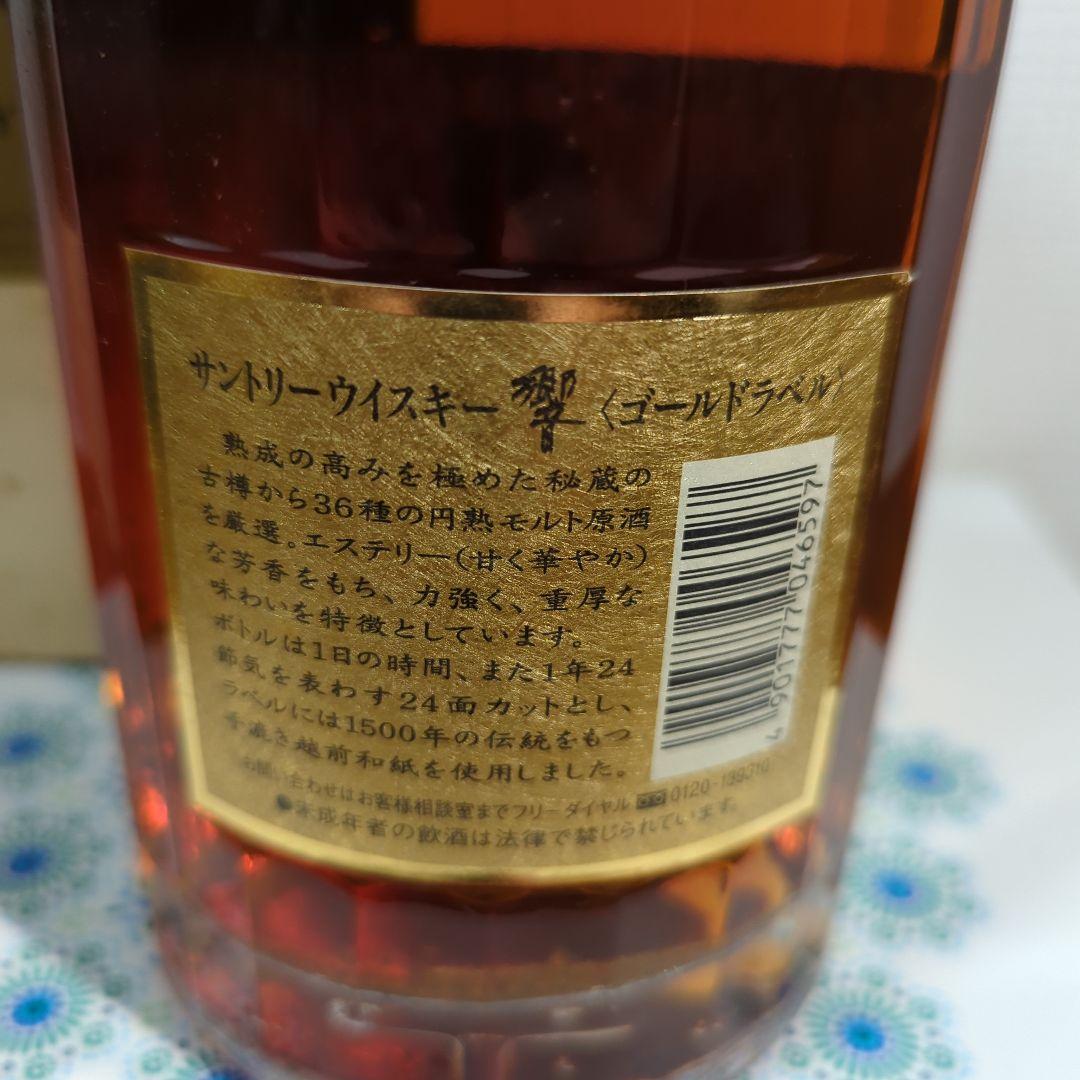 サントリーウイスキー 響〈ゴールドラベル〉
熟成の高みを極めた秘蔵の
古樽から36種の円熟モルト原酒
を厳選。エステリー(甘く華やか)
な芳香をもち、力強く、重厚な
味わいを特徴としています。
ボトルは1日の時間、また1年24
節気を表わす24面カットとし、
ラベルには1500年の伝統をもつ
手漉き越前和紙を使用しました。
お問い合わせはお客様相談室までフリーダイヤル 0120-139310
●未成年者の飲酒は法律で禁じられています。
4 901777 046597